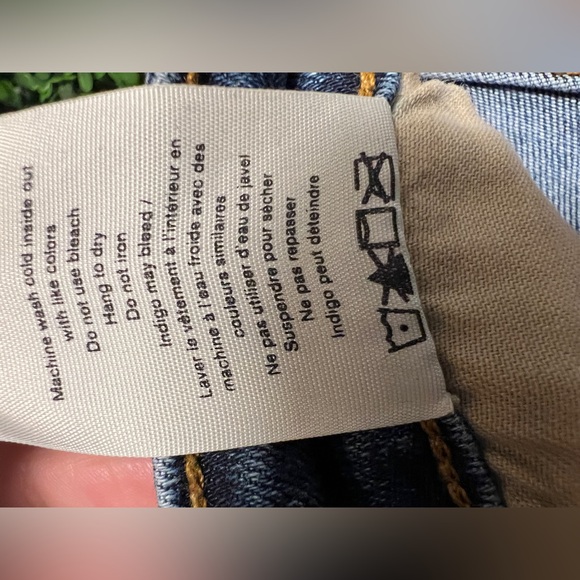 Machine wash cold inside out
with like colors
Do not use bleach
Hang to dry
Do not iron
Indigo may bleed /
Laver le vêtement à l'intérieur en
machine à l'eau froide avec des
couleurs similaires
Ne pas utiliser d'eau de javel
Suspendre pour sécher
Ne pas repasser
Indigo peut déteindre